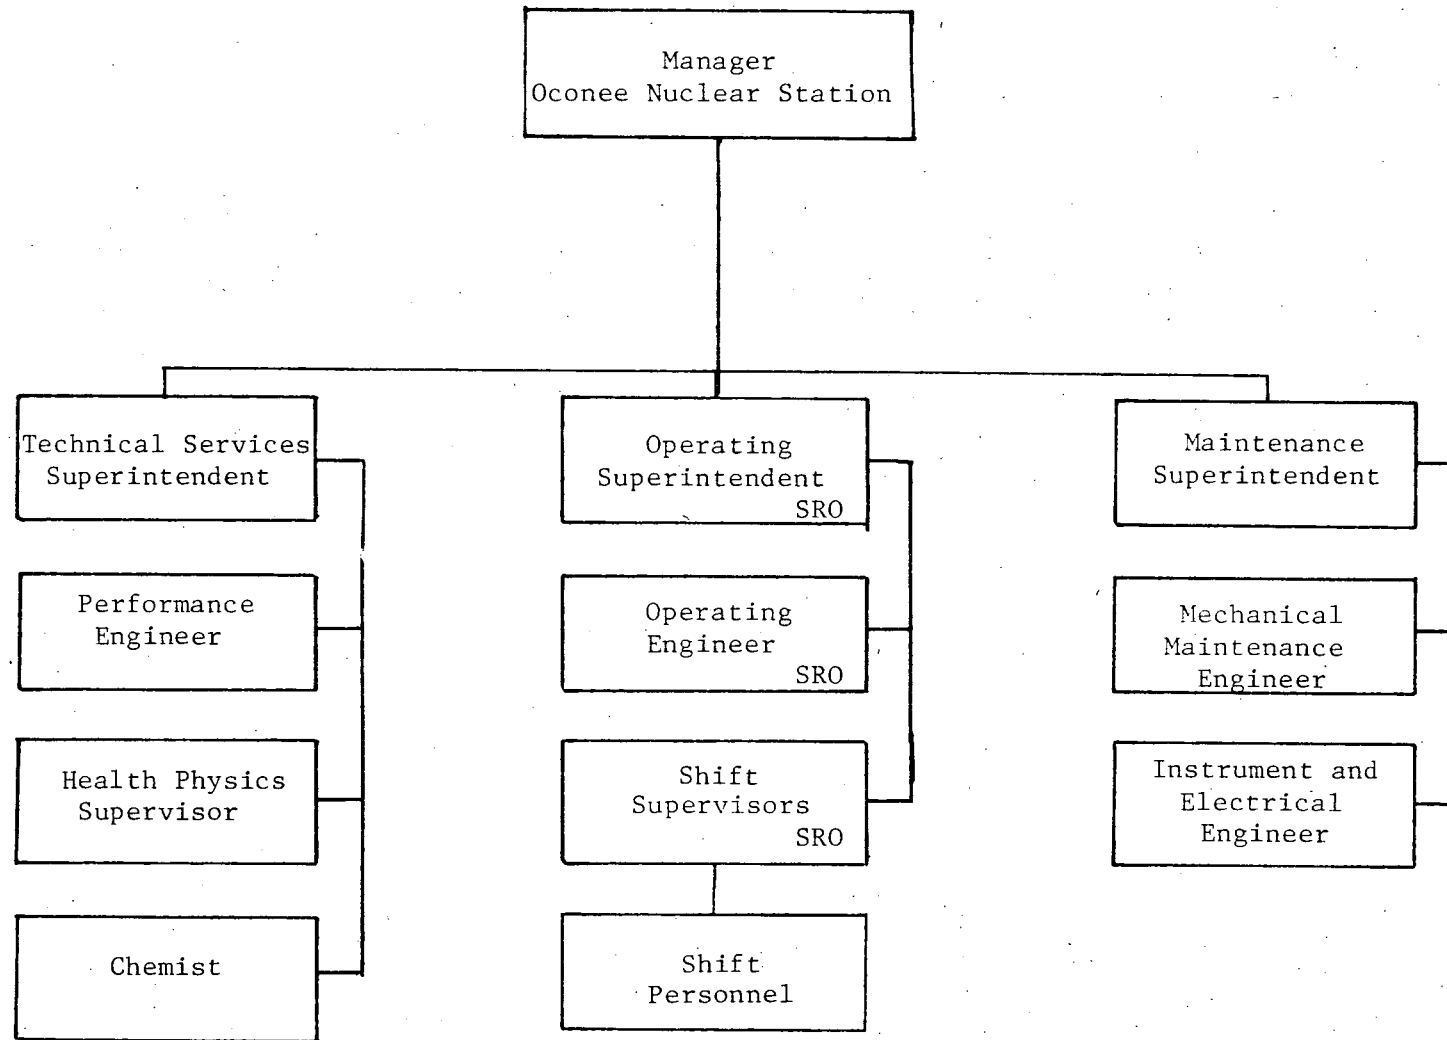 Manager
Oconee Nuclear Station
Technical Services
Superintendent
Operating
Superintendent
SRO
Maintenance
Superintendent
Performance
Engineer
Operating
Engineer
SRO
Mechanical
Maintenance
Engineer
Health Physics
Supervisor
Shift
Supervisors
SRO
Instrument and
Electrical
Engineer
Chemist
Shift
Personnel